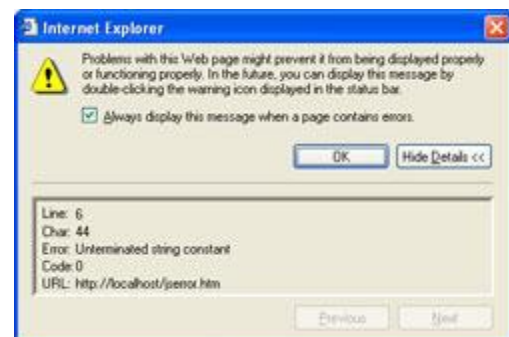 Internet Explorer
Problems with this Web page might prevent it from being displayed properly
or functioning properly. In the future, you can display this message by
double-clicking the warning icon displayed in the status bar.
Always display this message when a page contains errors.
OK
Hide Details <<
Line: 6
Char: 44
Error: Unterminated string constant
Code: 0
URL: http://localhost/jserror.htm
Previous
Next